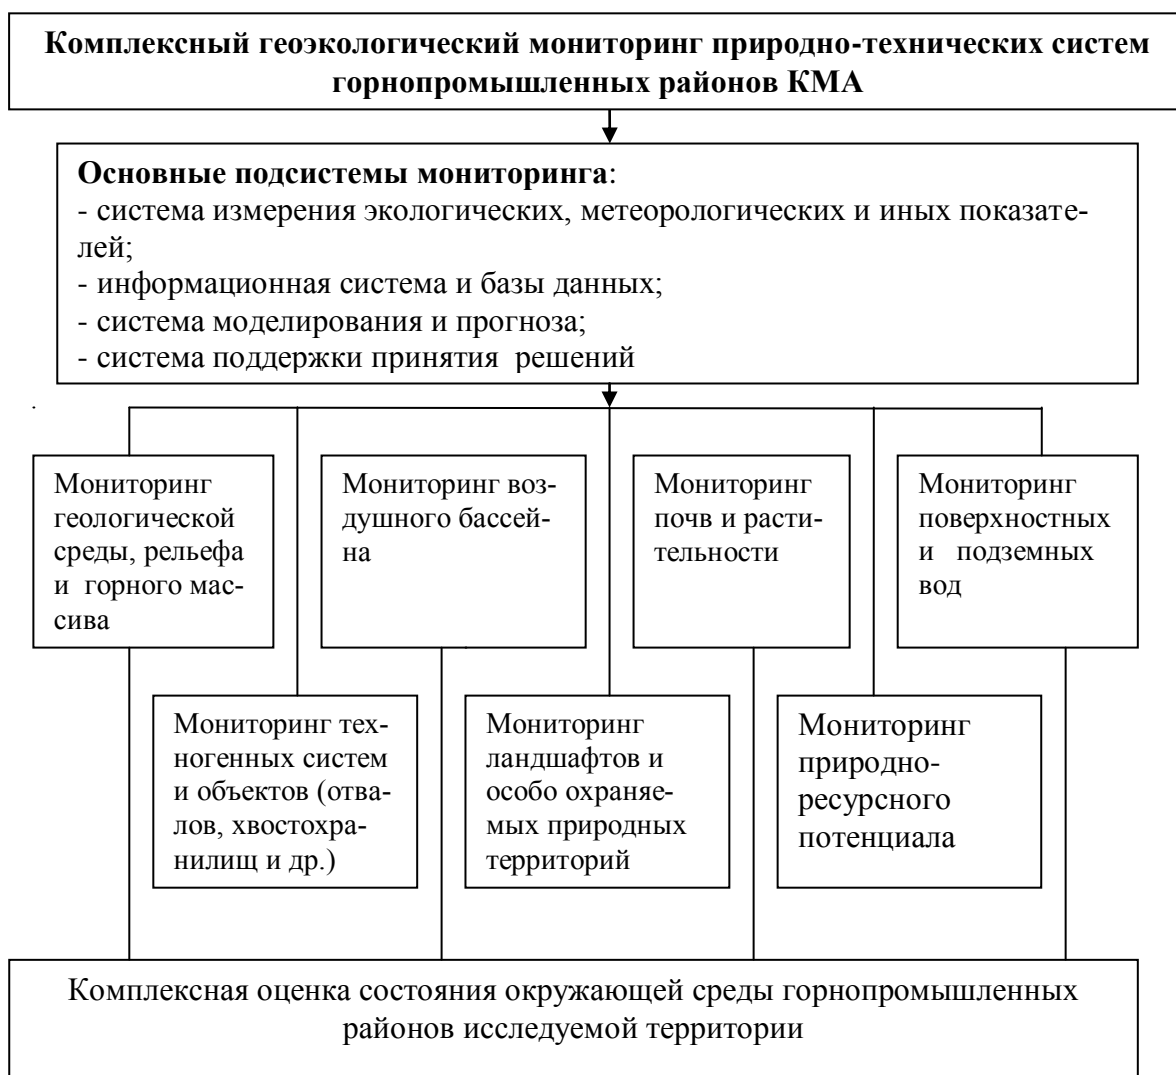 Комплексный геоэкологический мониторинг природно-технических систем
горнопромышленных районов КМА
Основные подсистемы мониторинга:
- система измерения экологических, метеорологических и иных показате-
лей;
- информационная система и базы данных;
- система моделирования и прогноза;
- система поддержки принятия решений
Мониторинг
геологической
среды, рельефа
и горного мас-
сива
Мониторинг воз-
душного бассей-
на
Мониторинг
почв и расти-
тельности
Мониторинг
поверхностных
и подземных
вод
Мониторинг тех-
ногенных систем
и объектов (отва-
лов, хвостохра-
нилищ и др.)
Мониторинг
ландшафтов и
особо охраняе-
мых природных
территорий
Мониторинг
природно-
ресурсного
потенциала
Комплексная оценка состояния окружающей среды горнопромышленных
районов исследуемой территории